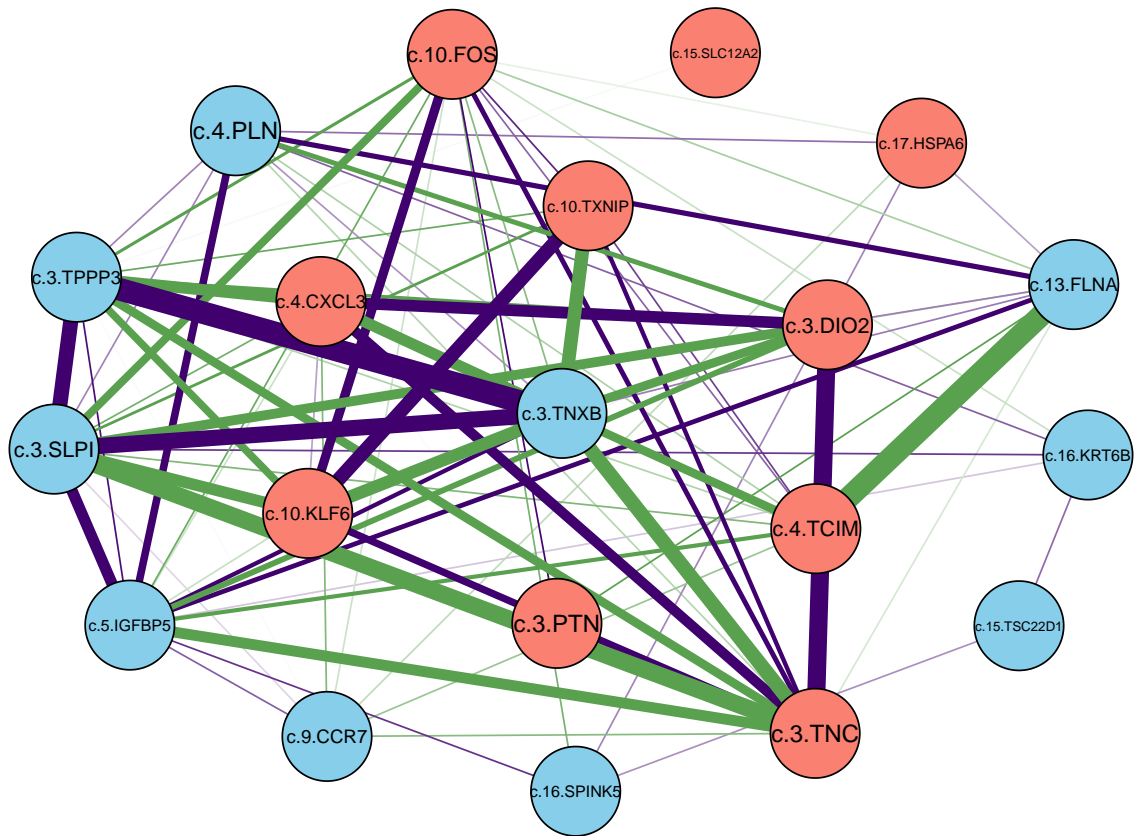 c.10.FOS
c.15.SLC12A2
c.4.PLN
c.17.HSPA6
c.10.TXNIP
c.3.TPPP3
c.4.CXCL3
c.13.FLNA
c.3.DIO2
c.3.TNXB
c.3.SLPI
c.16.KRT6B
c.10.KLF6
c.4.TCIM
c.5.IGFBP5
c.3.PTN
c.15.TSC22D1
c.9.CCR7
c.3.TNC
c.16.SPINK5